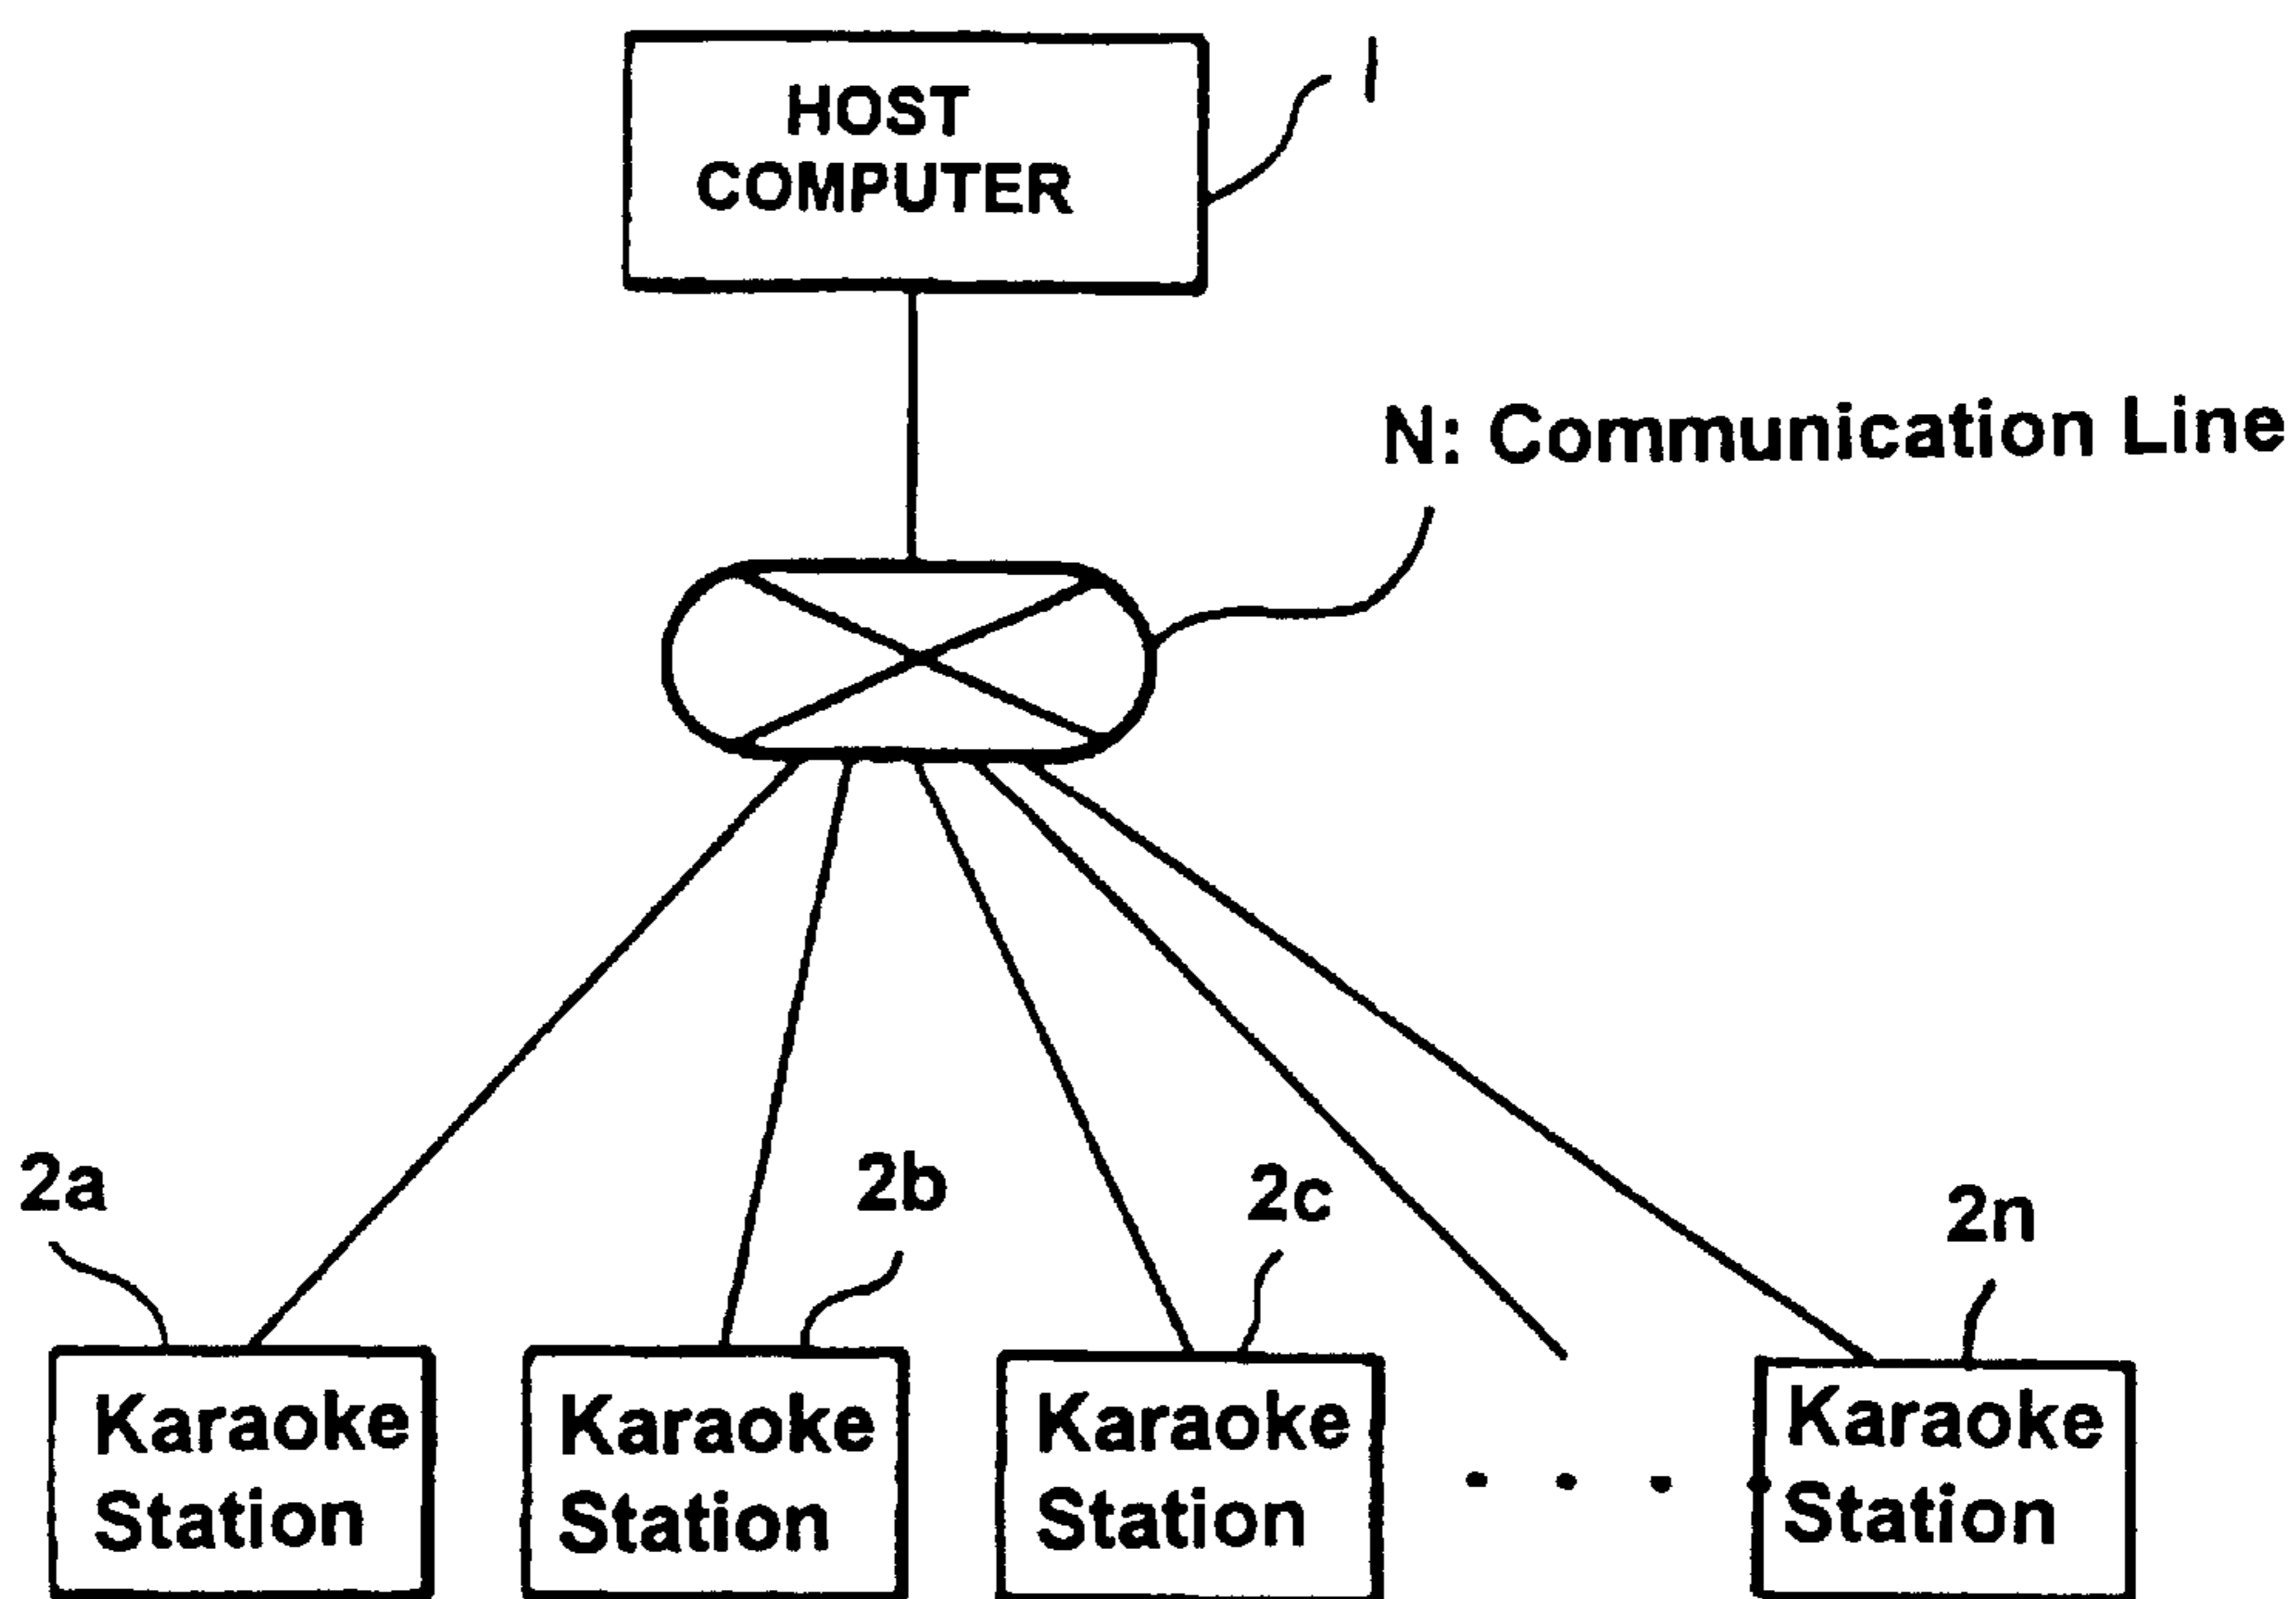 HOST
COMPUTER
1
N: Communication Line
2a
2b
2c
2n
Karaoke
Station
Karaoke
Station
Karaoke
Station
. . . .
Karaoke
Station